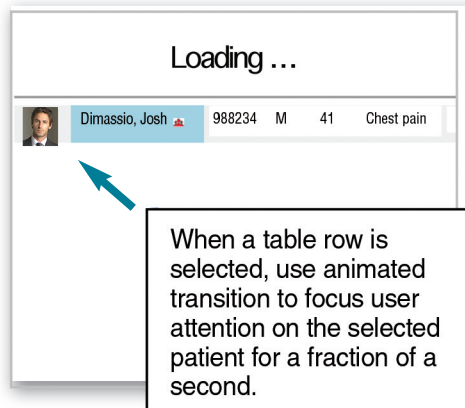 Loading ...
Dimassio, Josh 988234 M 41 Chest pain
When a table row is
selected, use animated
transition to focus user
attention on the selected
patient for a fraction of a
second.